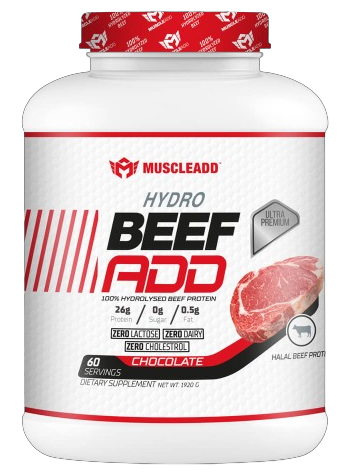 MUSCLEADD
HYDRO
BEEF
ADD
ULTRA
PREMIUM
100% HYDROLYSED BEEF PROTEIN
26g / 0g / 0.5g
Protein Sugar Fat
ZERO LACTOSE ZERO DAIRY
ZERO CHOLESTROL
CHOCOLATE
60
SERVINGS
HALAL BEEF PROT
DIETARY SUPPLEMENT NET WT. 1920 G